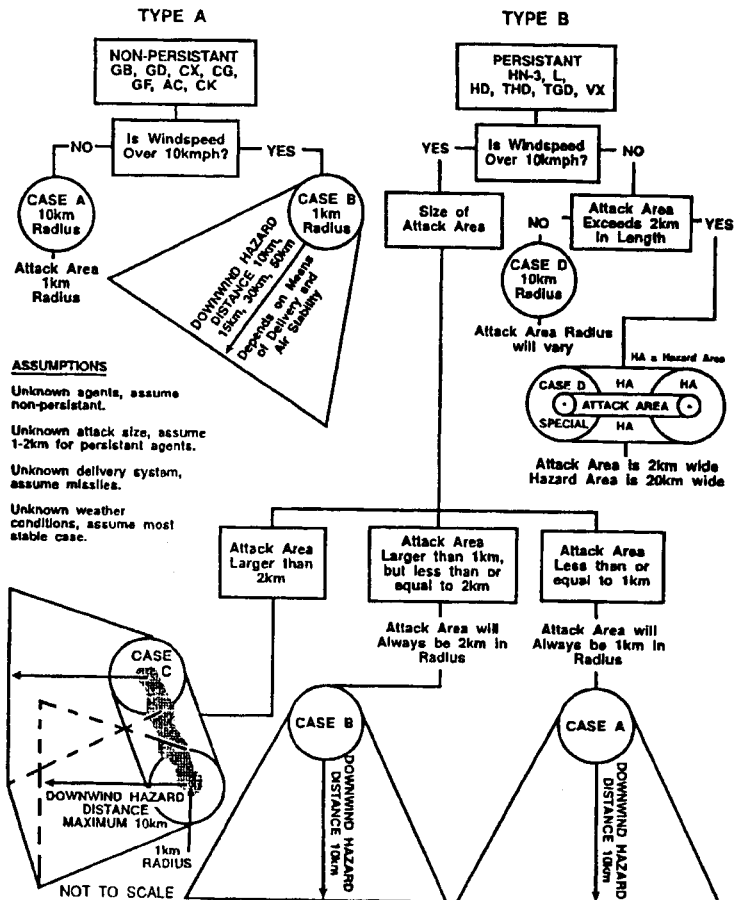 TYPE A
NON-PERSISTANT
GB, GD, CX, CG,
GF, AC, CK
Is Windspeed
Over 10kmph?
NO
YES
CASE A
10km
Radius
Attack Area
1km
Radius
CASE B
1km
Radius
DOWNWIND HAZARD
DISTANCE 10km,
15km, 30km, 50km
Depends on Means
of Delivery and
Air Stability
TYPE B
PERSISTANT
HN-3, L,
HD, THD, TGD, VX
Is Windspeed
Over 10kmph?
YES
NO
Size of
Attack Area
Attack Area
Exceeds 2km
in Length
NO
YES
CASE D
10km
Radius
Attack Area Radius
will vary
HA = Hazard Area
CASE D
HA
HA
ATTACK AREA
SPECIAL
HA
Attack Area is 2km wide
Hazard Area is 20km wide
ASSUMPTIONS
Unknown agents, assume
non-persistant.
Unknown attack size, assume
1-2km for persistant agents.
Unknown delivery system,
assume missiles.
Unknown weather
conditions, assume most
stable case.
Attack Area
Larger than
2km
Attack Area
Larger than 1km,
but less than or
equal to 2km
Attack Area
Less than or
equal to 1km
Attack Area will
Always be 2km in
Radius
Attack Area will
Always be 1km in
Radius
CASE
C
DOWNWIND HAZARD
DISTANCE
MAXIMUM 10km
1km
RADIUS
NOT TO SCALE
CASE B
DOWNWIND HAZARD
DISTANCE 10km
CASE A
DOWNWIND HAZARD
DISTANCE 10km